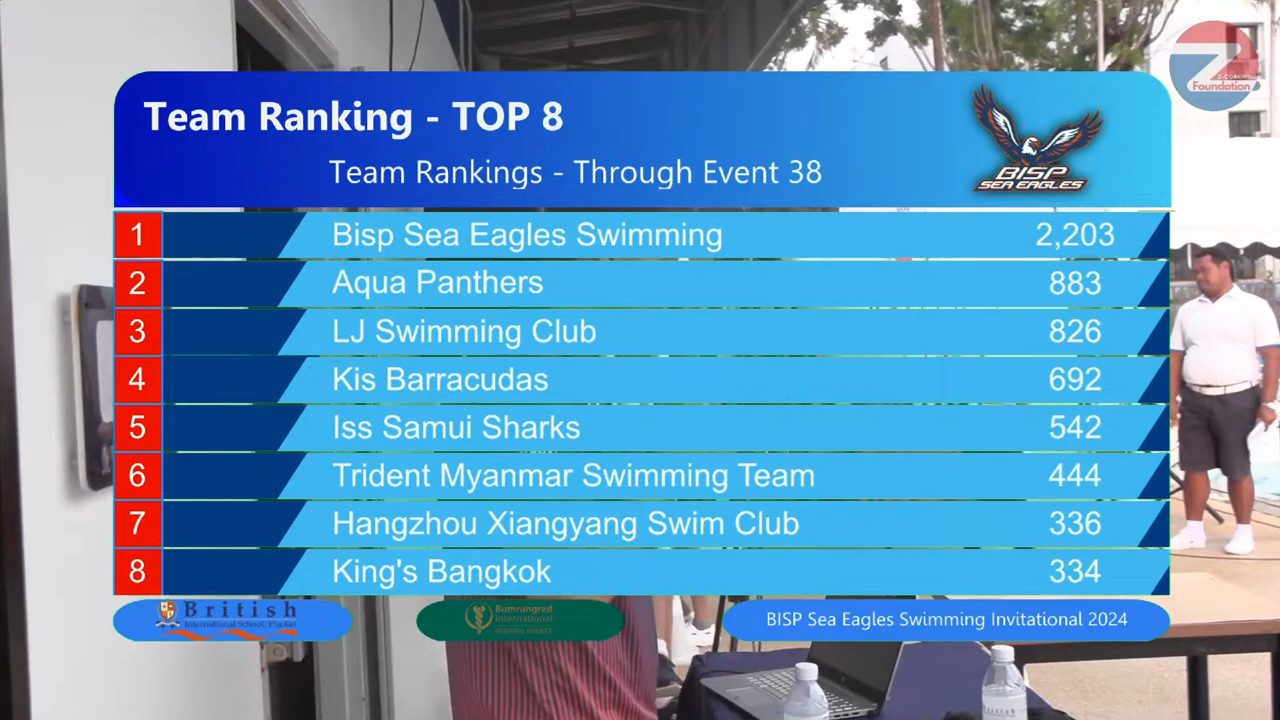 Z-COACHING
Foundation
Team Ranking - TOP 8
Team Rankings - Through Event 38
BISP
SEA EAGLES
1 Bisp Sea Eagles Swimming 2,203
2 Aqua Panthers 883
3 LJ Swimming Club 826
4 Kis Barracudas 692
5 Iss Samui Sharks 542
6 Trident Myanmar Swimming Team 444
7 Hangzhou Xiangyang Swim Club 336
8 King's Bangkok 334
British
International School, Phuket
Bumrungrad
International
BISP Sea Eagles Swimming Invitational 2024
British